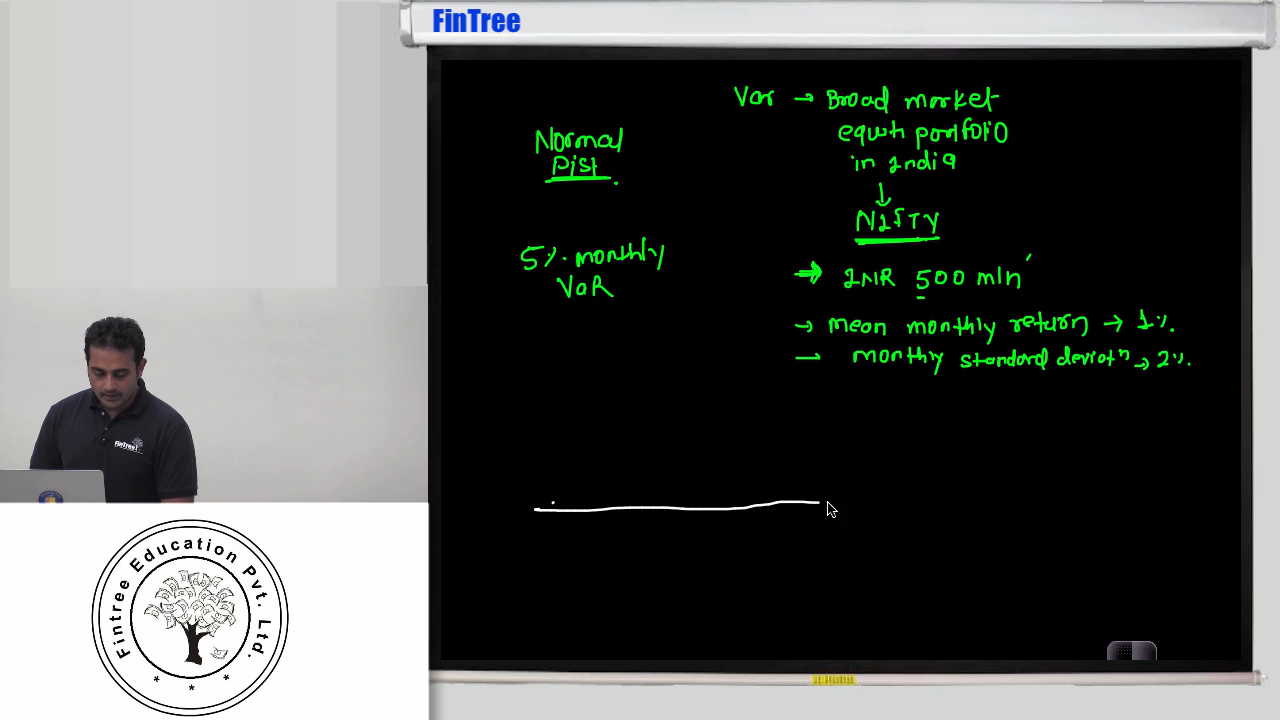 FinTree
Var → Broad market
equity portfolio
in India
↓
NIFTY
Normal
Dist.
5% monthly
VaR
→ INR 500 mln
→ Mean monthly return → 1%.
→ monthly standard deviatn → 2%.
FinTree
Fintree Education Pvt. Ltd.
* * *